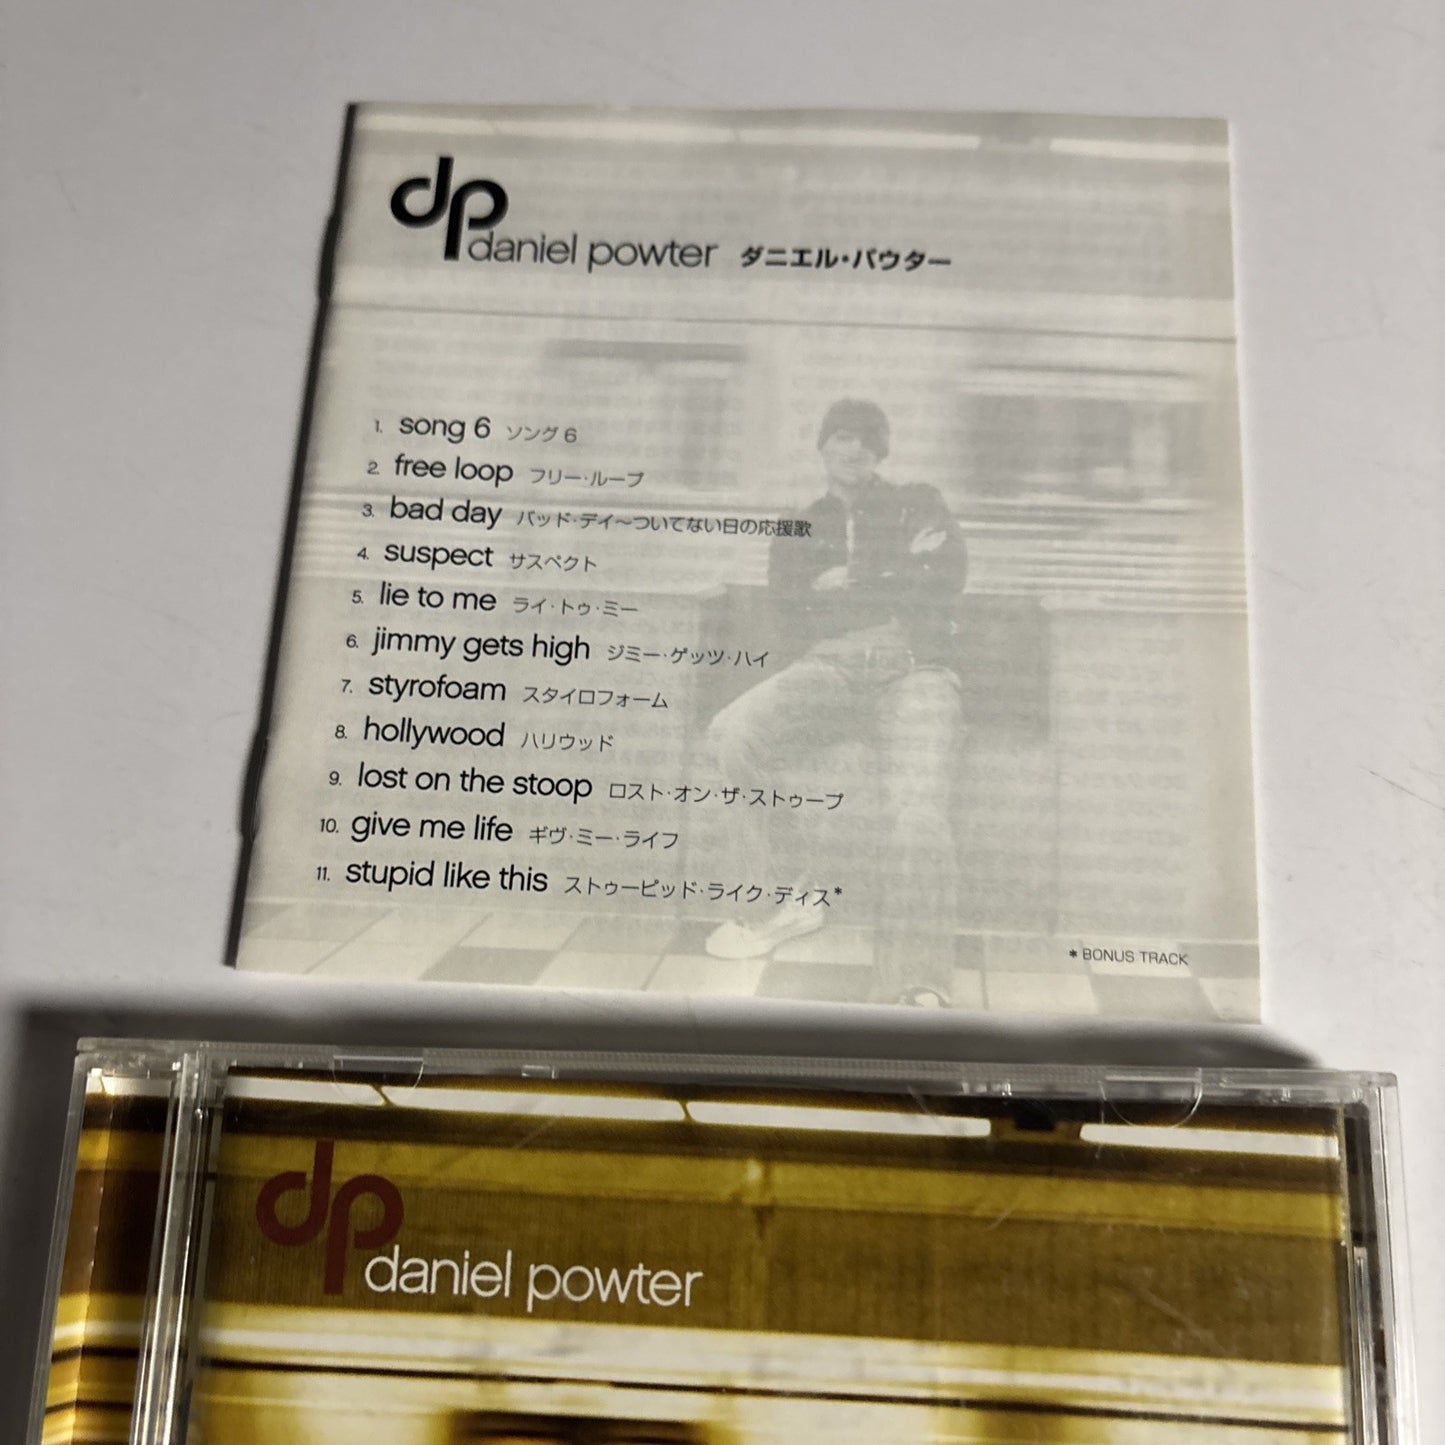 dp
daniel powter ダニエル・パウター
1. song 6 ソング 6
2. free loop フリー・ループ
3. bad day バッド・デイ～ついてない日の応援歌
4. suspect サスペクト
5. lie to me ライ・トゥ・ミー
6. jimmy gets high ジミー・ゲッツ・ハイ
7. styrofoam スタイロフォーム
8. hollywood ハリウッド
9. lost on the stoop ロスト・オン・ザ・ストゥープ
10. give me life ギヴ・ミー・ライフ
11. stupid like this ストゥーピッド・ライク・ディス*
* BONUS TRACK
dp
daniel powter